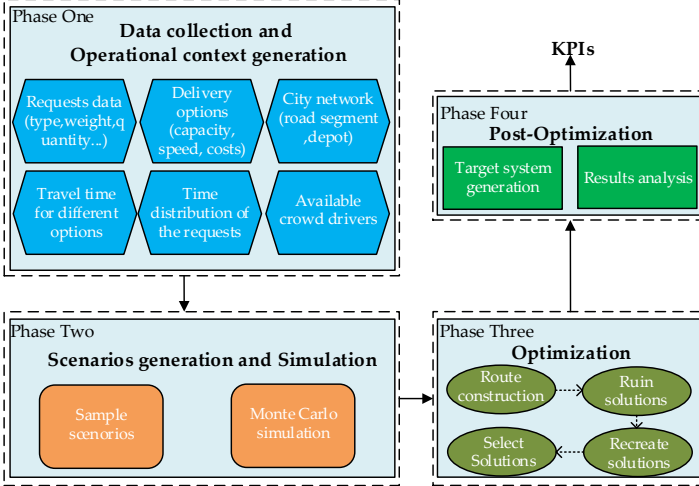 Phase One
Data collection and
Operational context generation
Requests data
(type,weight,q
uantity...)
Delivery
options
(capacity,
speed, costs)
City network
(road segment
,depot)
Travel time
for different
options
Time
distribution of
the requests
Available
crowd drivers
Phase Two
Scenarios generation and Simulation
Sample
scenorios
Monte Carlo
simulation
Phase Three
Optimization
Route
construction
Ruin
solutions
Select
Solutions
Recreate
solutions
KPIs
Phase Four
Post-Optimization
Target system
generation
Results analysis